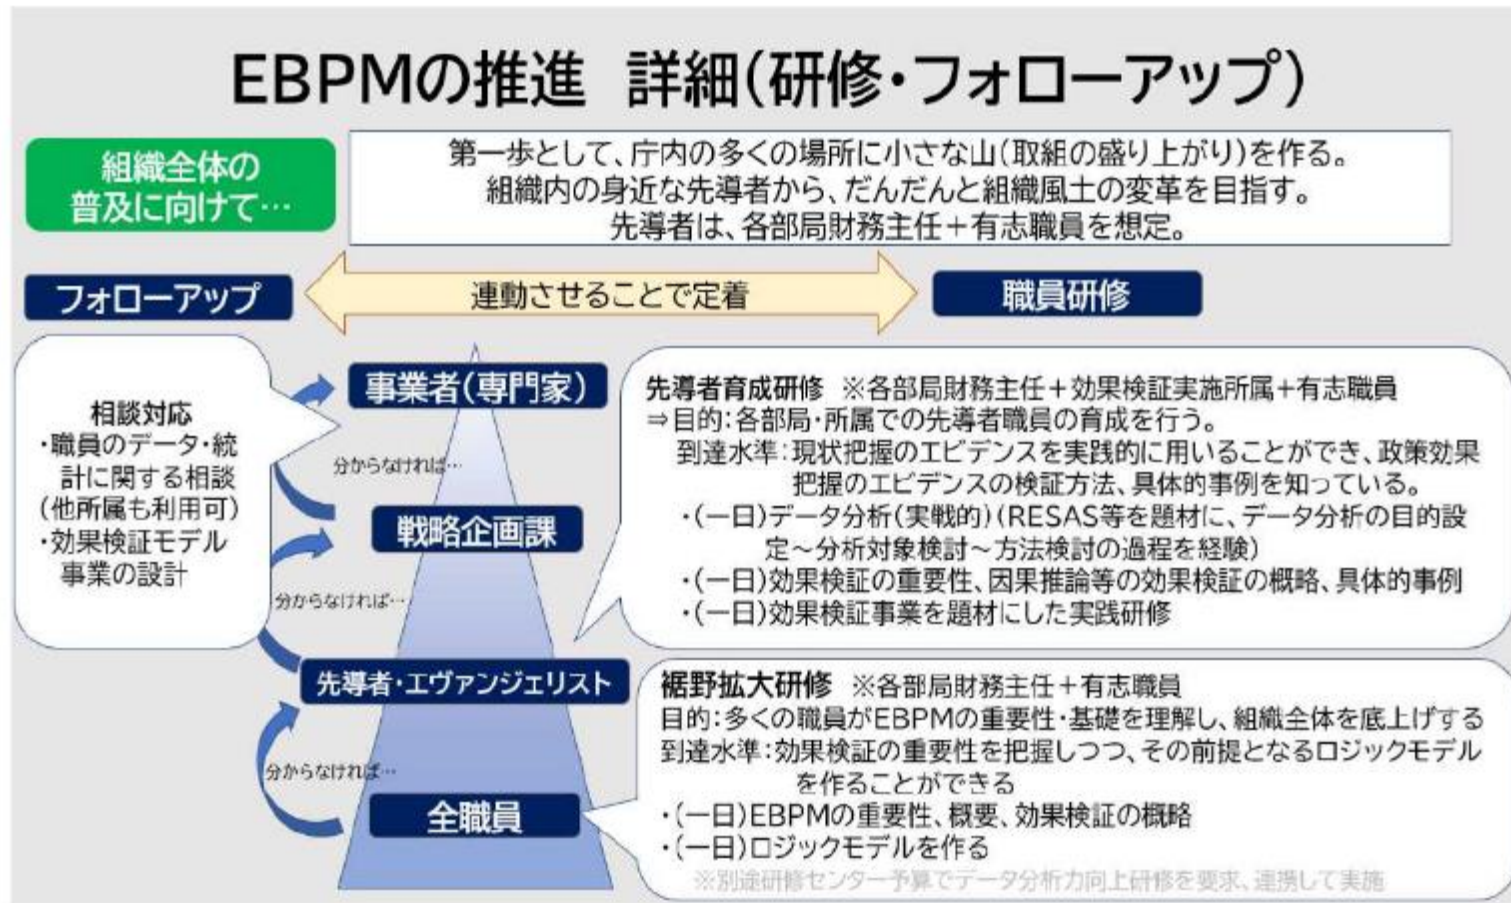 EBPMの推進 詳細(研修・フォローアップ)
組織全体の
普及に向けて…
第一歩として、庁内の多くの場所に小さな山(取組の盛り上がり)を作る。
組織内の身近な先導者から、だんだんと組織風土の変革を目指す。
先導者は、各部局財務主任+有志職員を想定。
フォローアップ
連動させることで定着
職員研修
相談対応
・職員のデータ・統
計に関する相談
(他所属も利用可)
・効果検証モデル
事業の設計
事業者(専門家)
分からなければ…
戦略企画課
分からなければ…
先導者・エヴァンジェリスト
分からなければ…
全職員
先導者育成研修 ※各部局財務主任+効果検証実施所属+有志職員
⇒目的:各部局・所属での先導者職員の育成を行う。
到達水準:現状把握のエビデンスを実践的に用いることができ、政策効果
把握のエビデンスの検証方法、具体的事例を知っている。
・(一日)データ分析(実戦的)(RESAS等を題材に、データ分析の目的設
定~分析対象検討~方法検討の過程を経験)
・(一日)効果検証の重要性、因果推論等の効果検証の概略、具体的事例
・(一日)効果検証事業を題材にした実践研修
裾野拡大研修 ※各部局財務主任+有志職員
目的:多くの職員がEBPMの重要性・基礎を理解し、組織全体を底上げする
到達水準:効果検証の重要性を把握しつつ、その前提となるロジックモデル
を作ることができる
・(一日)EBPMの重要性、概要、効果検証の概略
・(一日)ロジックモデルを作る
※別途研修センター予算でデータ分析力向上研修を要求、連携して実施